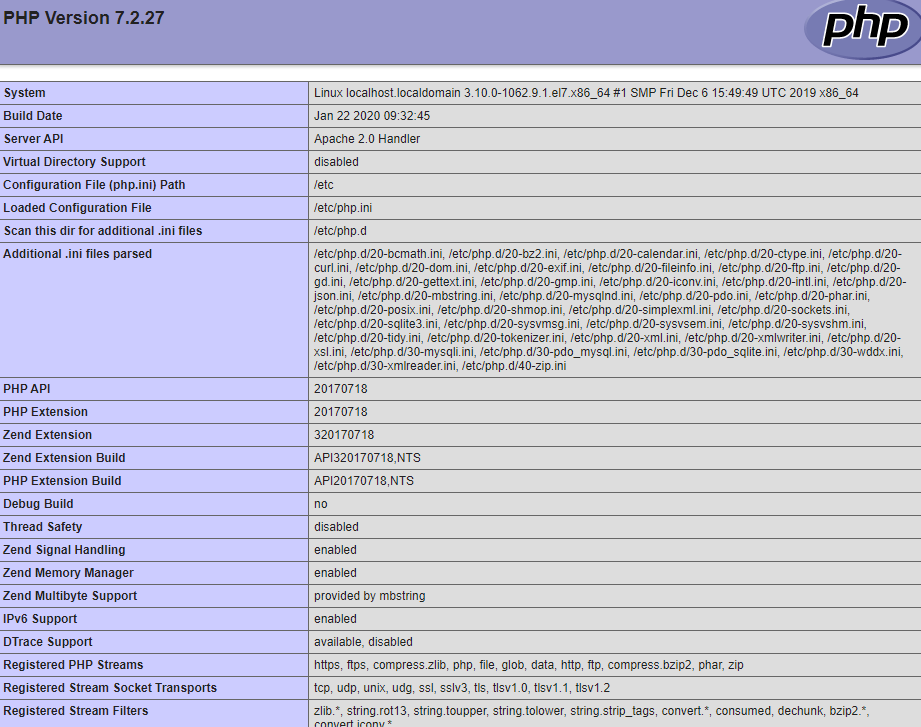 PHP Version 7.2.27
php
System Linux localhost.localdomain 3.10.0-1062.9.1.el7.x86_64 #1 SMP Fri Dec 6 15:49:49 UTC 2019 x86_64
Build Date Jan 22 2020 09:32:45
Server API Apache 2.0 Handler
Virtual Directory Support disabled
Configuration File (php.ini) Path /etc
Loaded Configuration File /etc/php.ini
Scan this dir for additional .ini files /etc/php.d
Additional .ini files parsed /etc/php.d/20-bcmath.ini, /etc/php.d/20-bz2.ini, /etc/php.d/20-calendar.ini, /etc/php.d/20-ctype.ini, /etc/php.d/20-
curl.ini, /etc/php.d/20-dom.ini, /etc/php.d/20-exif.ini, /etc/php.d/20-fileinfo.ini, /etc/php.d/20-ftp.ini, /etc/php.d/20-
gd.ini, /etc/php.d/20-gettext.ini, /etc/php.d/20-gmp.ini, /etc/php.d/20-iconv.ini, /etc/php.d/20-intl.ini, /etc/php.d/20-
json.ini, /etc/php.d/20-mbstring.ini, /etc/php.d/20-mysqlnd.ini, /etc/php.d/20-pdo.ini, /etc/php.d/20-phar.ini,
/etc/php.d/20-posix.ini, /etc/php.d/20-shmop.ini, /etc/php.d/20-simplexml.ini, /etc/php.d/20-sockets.ini,
/etc/php.d/20-sqlite3.ini, /etc/php.d/20-sysvmsg.ini, /etc/php.d/20-sysvsem.ini, /etc/php.d/20-sysvshm.ini,
/etc/php.d/20-tidy.ini, /etc/php.d/20-tokenizer.ini, /etc/php.d/20-xml.ini, /etc/php.d/20-xmlwriter.ini, /etc/php.d/20-
xsl.ini, /etc/php.d/30-mysqli.ini, /etc/php.d/30-pdo_mysql.ini, /etc/php.d/30-pdo_sqlite.ini, /etc/php.d/30-wddx.ini,
/etc/php.d/30-xmlreader.ini, /etc/php.d/40-zip.ini
PHP API 20170718
PHP Extension 20170718
Zend Extension 320170718
Zend Extension Build API320170718,NTS
PHP Extension Build API20170718,NTS
Debug Build no
Thread Safety disabled
Zend Signal Handling enabled
Zend Memory Manager enabled
Zend Multibyte Support provided by mbstring
IPv6 Support enabled
DTrace Support available, disabled
Registered PHP Streams https, ftps, compress.zlib, php, file, glob, data, http, ftp, compress.bzip2, phar, zip
Registered Stream Socket Transports tcp, udp, unix, udg, ssl, sslv3, tls, tlsv1.0, tlsv1.1, tlsv1.2
Registered Stream Filters zlib.*, string.rot13, string.toupper, string.tolower, string.strip_tags, convert.*, consumed, dechunk, bzip2.*,
convert.iconv.*